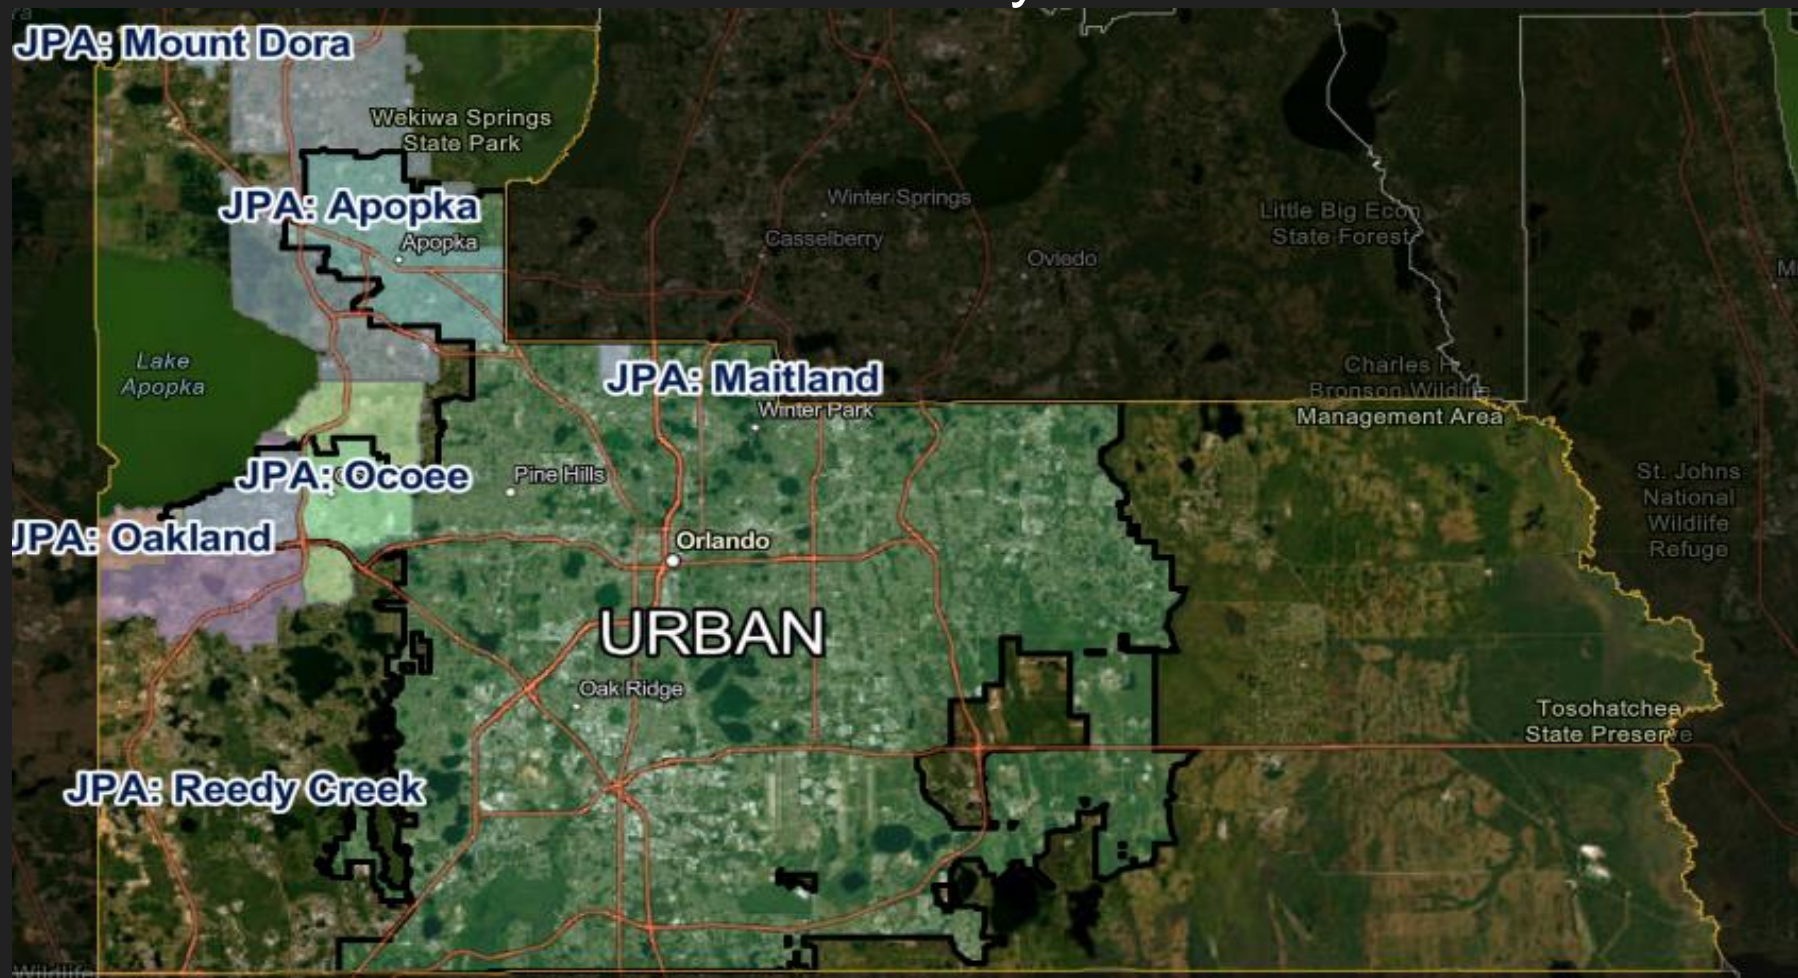 JPA: Mount Dora
Wekiwa Springs
State Park
JPA: Apopka
Apopka
Winter Springs
Casselberry
Oviedo
Little Big Econ
State Forest
Lake
Apopka
JPA: Maitland
Winter Park
Charles H.
Bronson Wildlife
Management Area
JPA: Ocoee
Pine Hills
St. Johns
National
Wildlife
Refuge
JPA: Oakland
Orlando
URBAN
Oak Ridge
Tosohatchee
State Preserve
JPA: Reedy Creek
Wildlife